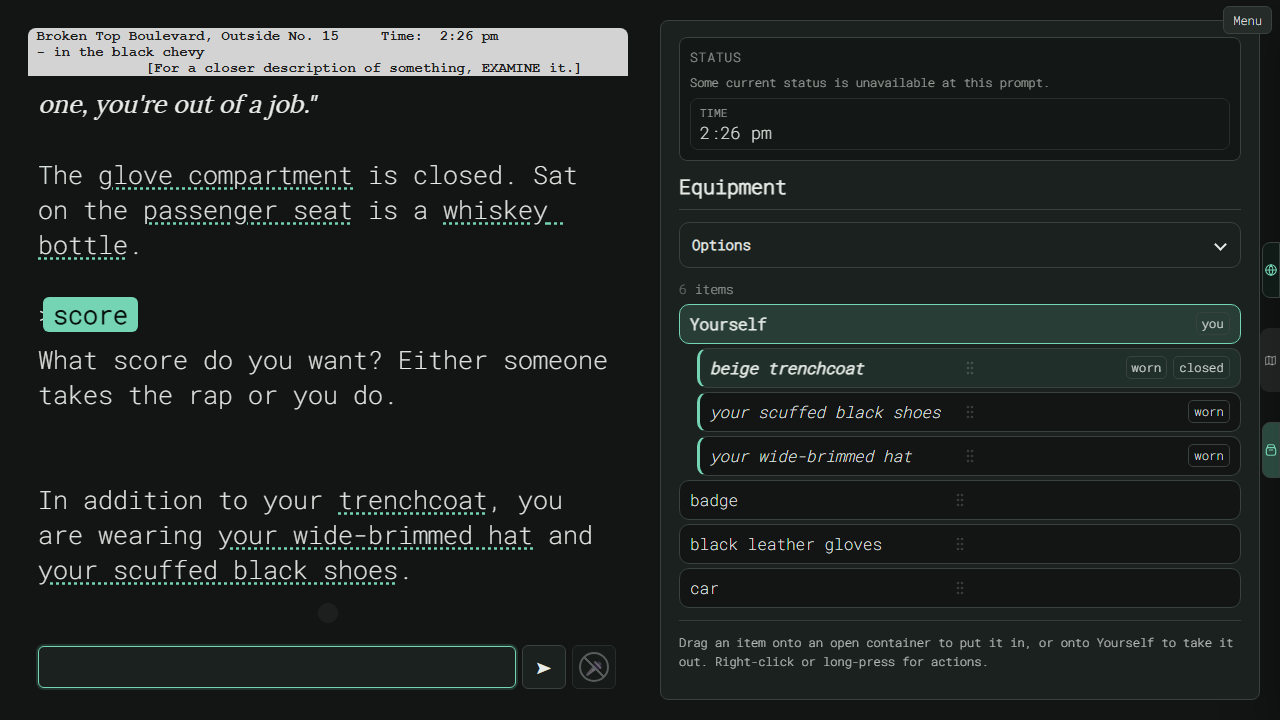 Menu
Broken Top Boulevard, Outside No. 15     Time:  2:26 pm
- in the black chevy
[For a closer description of something, EXAMINE it.]
one, you're out of a job."
The glove compartment is closed. Sat
on the passenger seat is a whiskey
bottle.
>score
What score do you want? Either someone
takes the rap or you do.
In addition to your trenchcoat, you
are wearing your wide-brimmed hat and
your scuffed black shoes.
STATUS
Some current status is unavailable at this prompt.
TIME
2:26 pm
Equipment
Options
6 items
Yourself you
beige trenchcoat worn closed
your scuffed black shoes worn
your wide-brimmed hat worn
badge
black leather gloves
car
Drag an item onto an open container to put it in, or onto Yourself to take it
out. Right-click or long-press for actions.